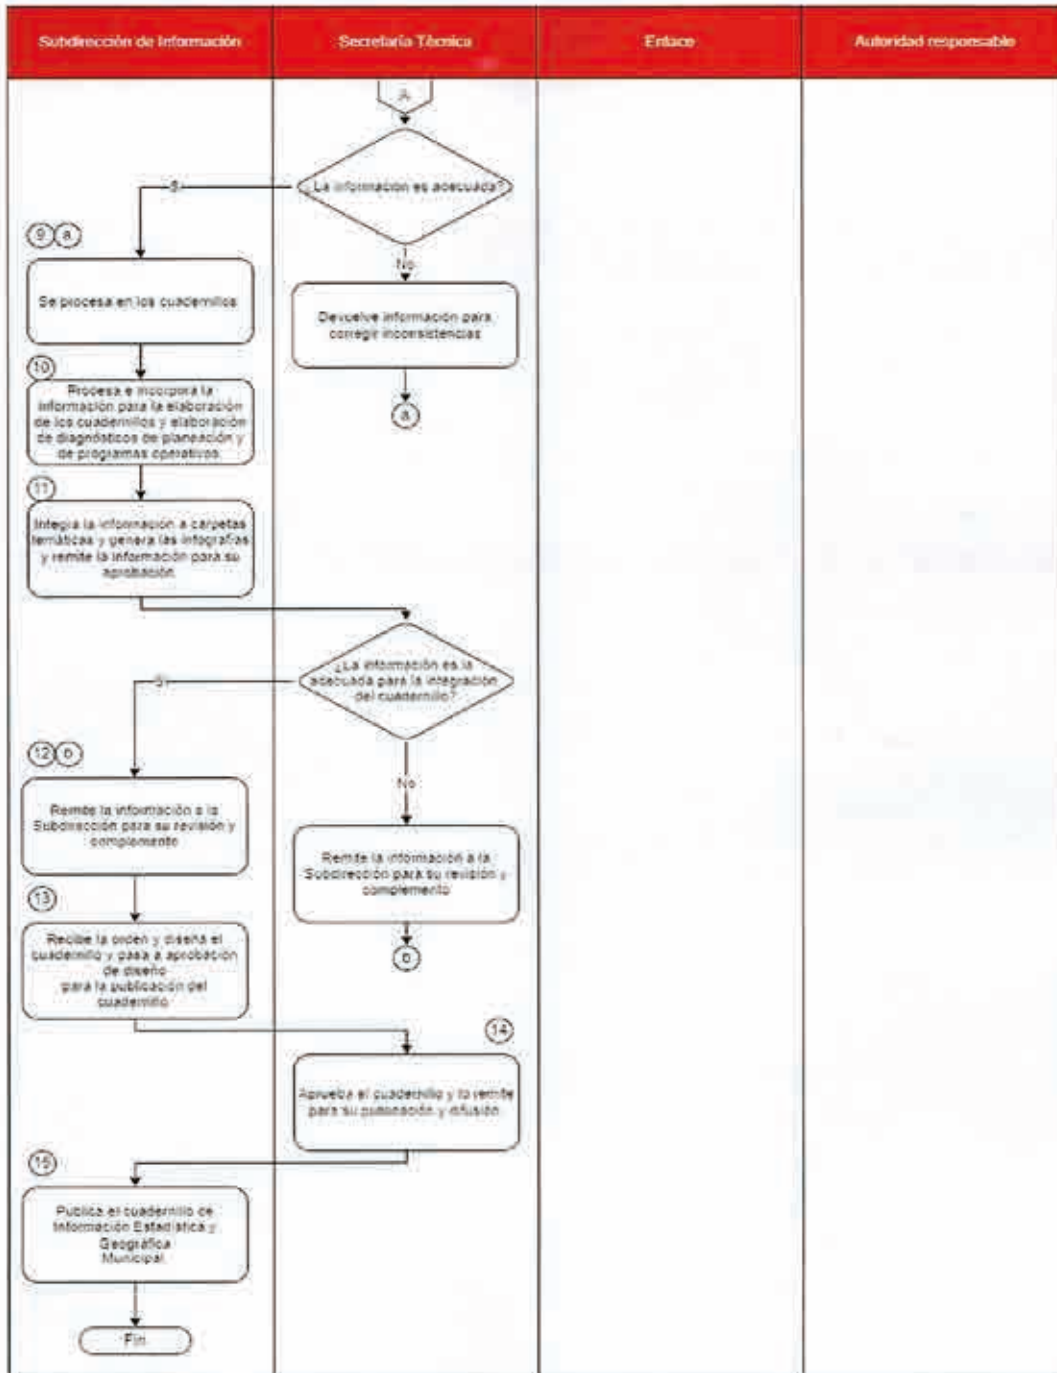 Subdirección de Información
Secretaría Técnica
Enlace
Autoridad responsable
A
¿La información es adecuada?
Si
No
9
a
Se procesa en los cuadernillos
Devuelve información para
corregir inconsistencias
a
10
Procesa e incorpora la
información para la elaboración
de los cuadernillos y elaboración
de diagnósticos de planeación y
de programas operativos
11
Integra la información a carpetas
temáticas y genera las infografías
y remite la información para su
aprobación
¿La información es la
adecuada para la integración
del cuadernillo?
Si
No
12
b
Remite la información a la
Subdirección para su revisión y
complemento
Remite la información a la
Subdirección para su revisión y
complemento
b
13
Recibe la orden y diseña el
cuadernillo y pasa a aprobación
de diseño
para la publicación del
cuadernillo
14
Aprueba el cuadernillo y lo remite
para su publicación y difusión
15
Publica el cuadernillo de
Información Estadística y
Geográfica
Municipal
Fin